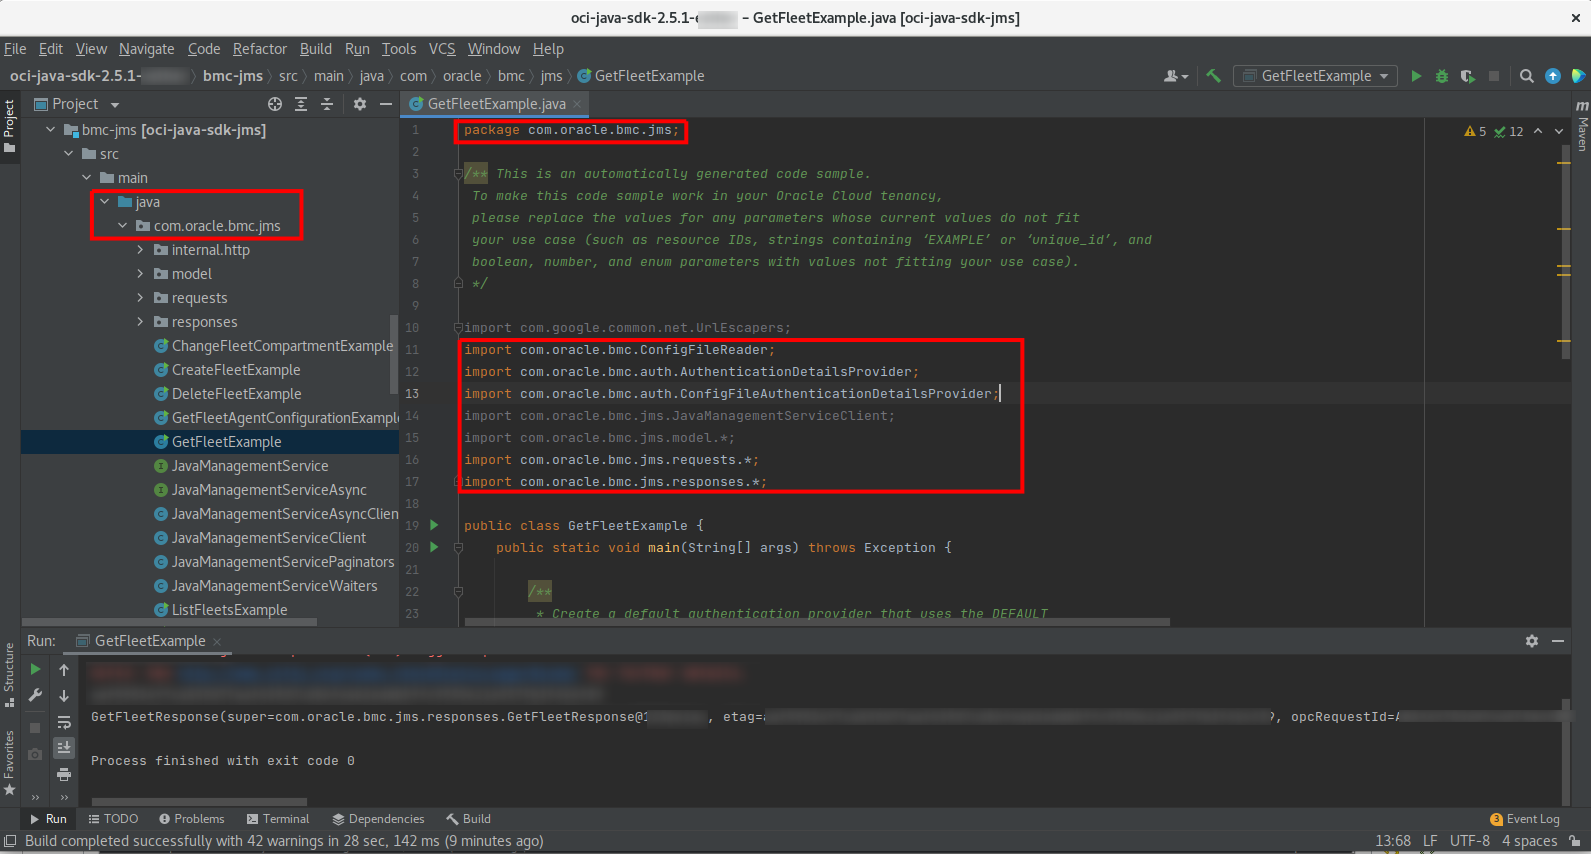 oci-java-sdk-2.5.1- – GetFleetExample.java [oci-java-sdk-jms]
File Edit View Navigate Code Refactor Build Run Tools VCS Window Help
oci-java-sdk-2.5.1- bmc-jms src main java com oracle bmc jms GetFleetExample
GetFleetExample
Project
Project
GetFleetExample.java
Maven
bmc-jms [oci-java-sdk-jms]
src
main
java
com.oracle.bmc.jms
internal.http
model
requests
responses
ChangeFleetCompartmentExample
CreateFleetExample
DeleteFleetExample
GetFleetAgentConfigurationExample
GetFleetExample
JavaManagementService
JavaManagementServiceAsync
JavaManagementServiceAsyncClien
JavaManagementServiceClient
JavaManagementServicePaginators
JavaManagementServiceWaiters
ListFleetsExample
5 12
1 package com.oracle.bmc.jms;
2
3 /** This is an automatically generated code sample.
4 To make this code sample work in your Oracle Cloud tenancy,
5 please replace the values for any parameters whose current values do not fit
6 your use case (such as resource IDs, strings containing ‘EXAMPLE’ or ‘unique_id’, and
7 boolean, number, and enum parameters with values not fitting your use case).
8 */
9
10 import com.google.common.net.UrlEscapers;
11 import com.oracle.bmc.ConfigFileReader;
12 import com.oracle.bmc.auth.AuthenticationDetailsProvider;
13 import com.oracle.bmc.auth.ConfigFileAuthenticationDetailsProvider;
14 import com.oracle.bmc.jms.JavaManagementServiceClient;
15 import com.oracle.bmc.jms.model.*;
16 import com.oracle.bmc.jms.requests.*;
17 import com.oracle.bmc.jms.responses.*;
18
19 public class GetFleetExample {
20 public static void main(String[] args) throws Exception {
21
22 /**
23 * Create a default authentication provider that uses the DEFAULT
Run: GetFleetExample
Structure
Favorites
GetFleetResponse(super=com.oracle.bmc.jms.responses.GetFleetResponse@1 , etag= , opcRequestId=
Process finished with exit code 0
Run TODO Problems Terminal Dependencies Build
3 Event Log
Build completed successfully with 42 warnings in 28 sec, 142 ms (9 minutes ago)
13:68 LF UTF-8 4 spaces